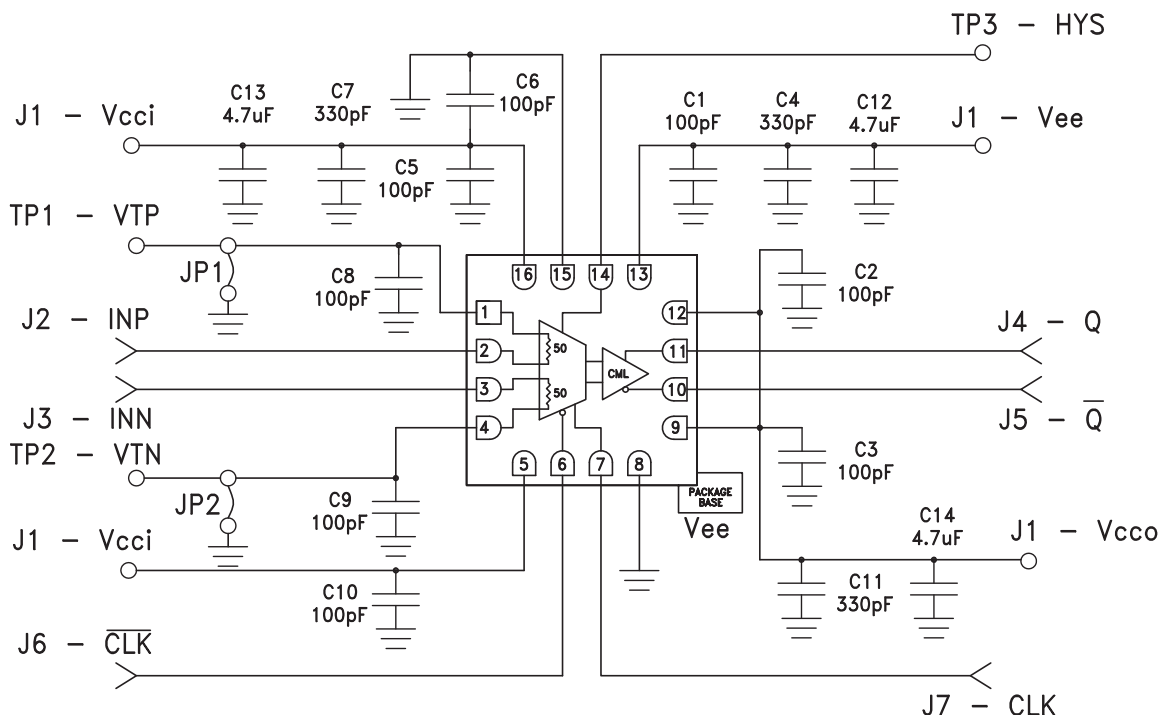 TP3 - HYS
C6
100pF
C13
4.7uF
C7
330pF
J1 - Vcci
C1
100pF
C4
330pF
C12
4.7uF
J1 - Vee
C5
100pF
TP1 - VTP
JP1
C8
100pF
16
15
14
13
C2
100pF
J2 - INP
1
12
J4 - Q
2
50
11
CML
3
50
10
J3 - INN
J5 - Q̅
4
9
TP2 - VTN
5
6
7
8
C3
100pF
JP2
C9
100pF
PACKAGE
BASE
Vee
C14
4.7uF
J1 - Vcci
J1 - Vcco
C10
100pF
C11
330pF
J6 - C̅L̅K̅
J7 - CLK